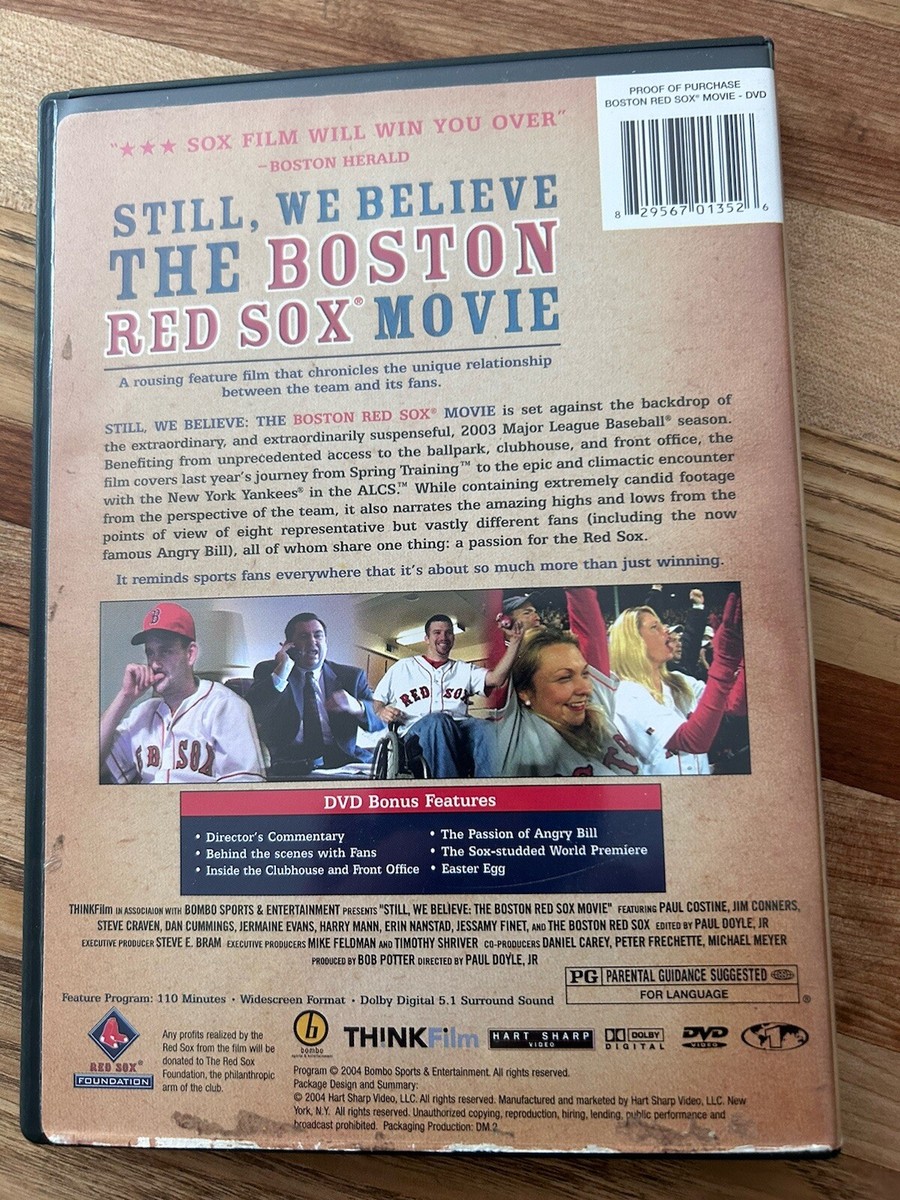 PROOF OF PURCHASE
BOSTON RED SOX® MOVIE - DVD
8 29567 01352 6
"★★★ SOX FILM WILL WIN YOU OVER"
–BOSTON HERALD
STILL, WE BELIEVE
THE BOSTON
RED SOX® MOVIE
A rousing feature film that chronicles the unique relationship
between the team and its fans.
STILL, WE BELIEVE: THE BOSTON RED SOX® MOVIE is set against the backdrop of
the extraordinary, and extraordinarily suspenseful, 2003 Major League Baseball® season.
Benefiting from unprecedented access to the ballpark, clubhouse, and front office, the
film covers last year's journey from Spring Training™ to the epic and climactic encounter
with the New York Yankees® in the ALCS.™ While containing extremely candid footage
from the perspective of the team, it also narrates the amazing highs and lows from the
points of view of eight representative but vastly different fans (including the now
famous Angry Bill), all of whom share one thing: a passion for the Red Sox.
It reminds sports fans everywhere that it's about so much more than just winning.
B
ED SOX
RED SOX
DVD Bonus Features
• Director's Commentary
• Behind the scenes with Fans
• Inside the Clubhouse and Front Office
• The Passion of Angry Bill
• The Sox-studded World Premiere
• Easter Egg
THINKFilm IN ASSOCIAION WITH BOMBO SPORTS & ENTERTAINMENT PRESENTS "STILL, WE BELIEVE: THE BOSTON RED SOX MOVIE" FEATURING PAUL COSTINE, JIM CONNERS,
STEVE CRAVEN, DAN CUMMINGS, JERMAINE EVANS, HARRY MANN, ERIN NANSTAD, JESSAMY FINET, AND THE BOSTON RED SOX EDITED BY PAUL DOYLE, JR
EXECUTIVE PRODUCER STEVE E. BRAM EXECUTIVE PRODUCERS MIKE FELDMAN AND TIMOTHY SHRIVER CO-PRODUCERS DANIEL CAREY, PETER FRECHETTE, MICHAEL MEYER
PRODUCED BY BOB POTTER DIRECTED BY PAUL DOYLE, JR
PG PARENTAL GUIDANCE SUGGESTED
FOR LANGUAGE ®
Feature Program: 110 Minutes • Widescreen Format • Dolby Digital 5.1 Surround Sound
RED SOX®
FOUNDATION
Any profits realized by the
Red Sox from the film will be
donated to The Red Sox
Foundation, the philanthropic
arm of the club.
b
bombo
sports & entertainment
THINKFilm
HART SHARP
VIDEO
DOLBY
DIGITAL
DVD
VIDEO
Program © 2004 Bombo Sports & Entertainment. All rights reserved.
Package Design and Summary:
© 2004 Hart Sharp Video, LLC. All rights reserved. Manufactured and marketed by Hart Sharp Video, LLC. New
York, N.Y. All rights reserved. Unauthorized copying, reproduction, hiring, lending, public performance and
broadcast prohibited. Packaging Production: DM 2